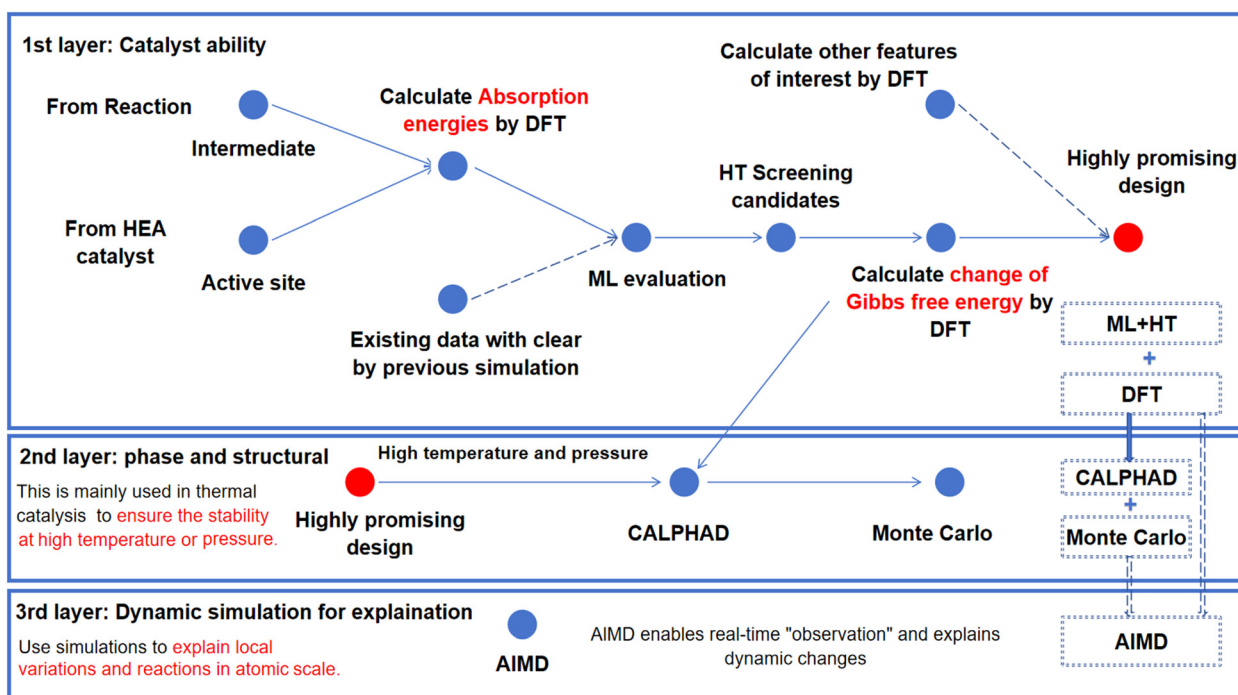 1st layer: Catalyst ability
From Reaction
Intermediate
Calculate Absorption
energies by DFT
Calculate other features
of interest by DFT
From HEA
catalyst
Active site
HT Screening
candidates
Highly promising
design
ML evaluation
Existing data with clear
by previous simulation
Calculate change of
Gibbs free energy by
DFT
ML+HT
+
DFT
2nd layer: phase and structural
This is mainly used in thermal
catalysis to ensure the stability
at high temperature or pressure.
High temperature and pressure
Highly promising
design
CALPHAD
Monte Carlo
CALPHAD
+
Monte Carlo
3rd layer: Dynamic simulation for explaination
Use simulations to explain local
variations and reactions in atomic scale.
AIMD
AIMD enables real-time "observation" and explains
dynamic changes
AIMD